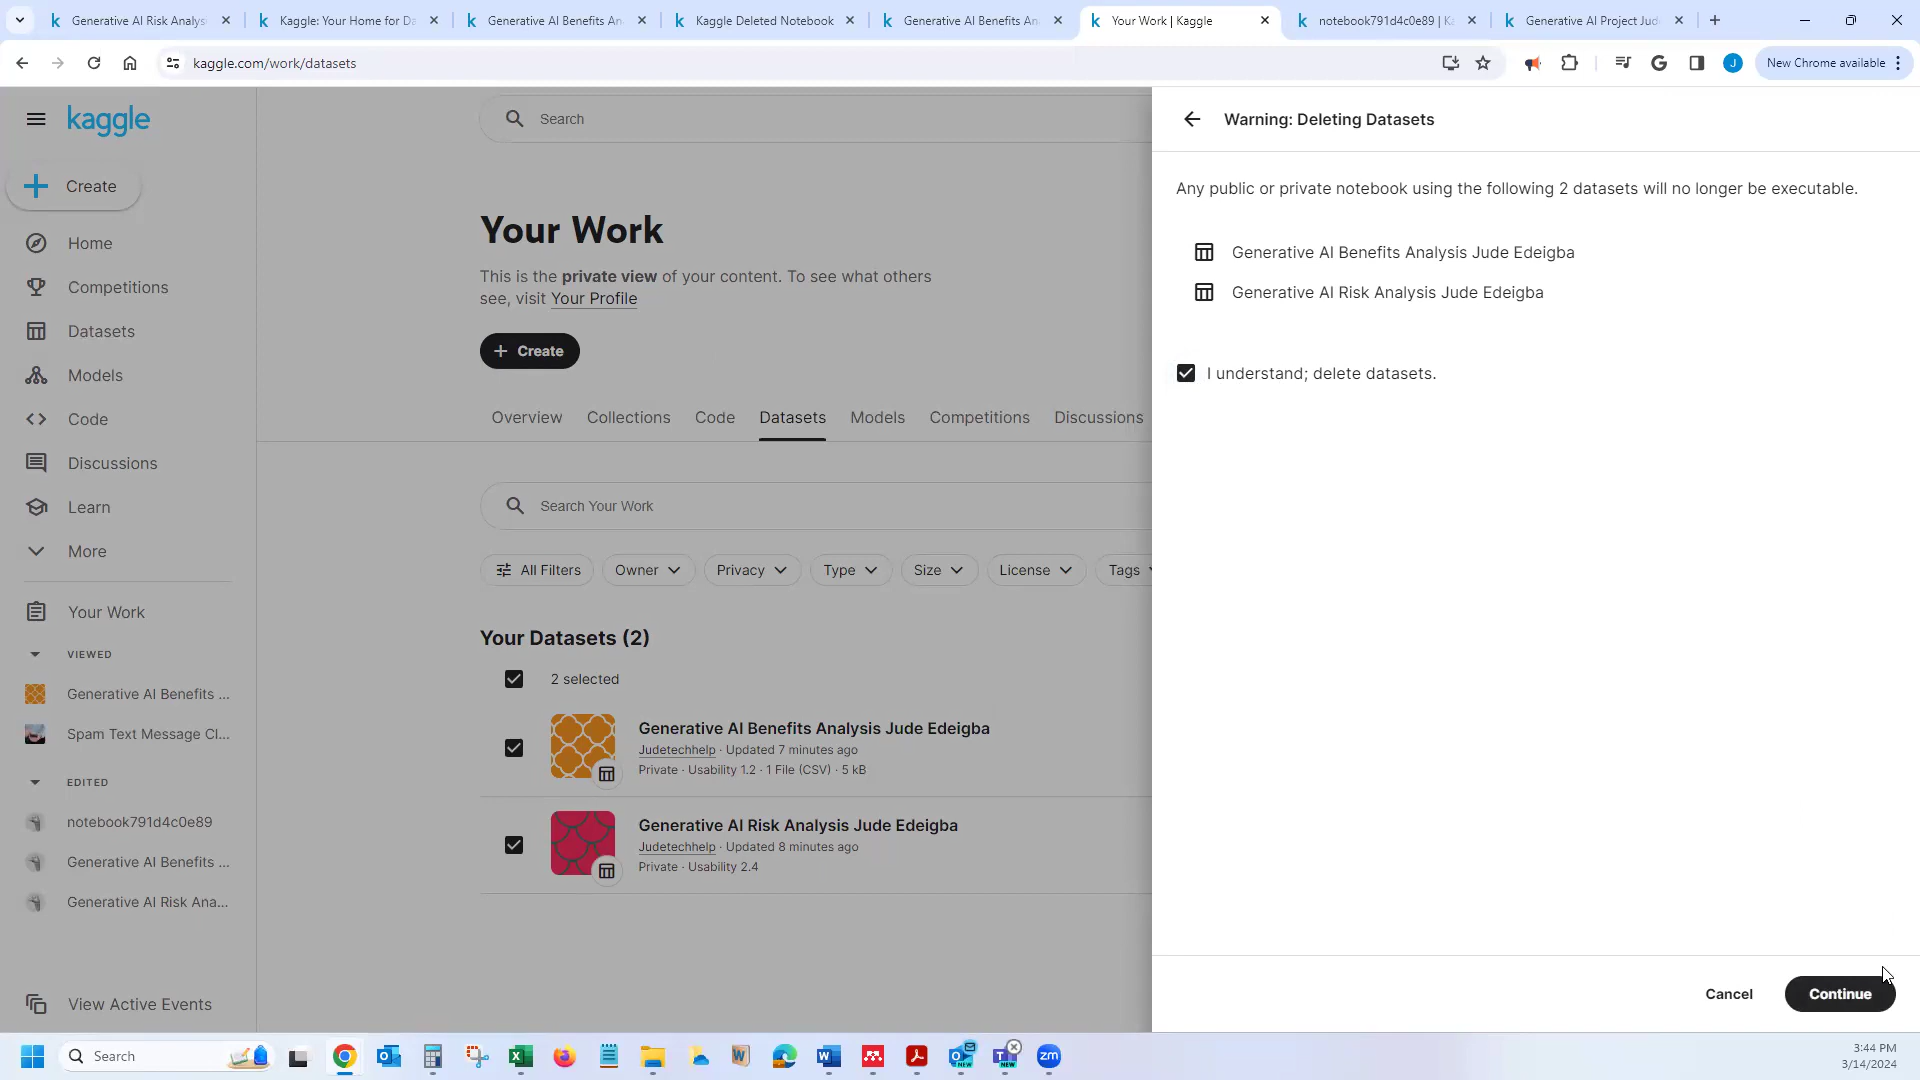 Generative AI Risk Analys
Kaggle: Your Home for Da
Generative AI Benefits An
Kaggle Deleted Notebook
Generative AI Benefits An
Your Work | Kaggle
notebook791d4c0e89 | Ka
Generative AI Project Jud
kaggle.com/work/datasets
J
New Chrome available
kaggle
Search
Create
Home
Competitions
Datasets
Models
Code
Discussions
Learn
More
Your Work
VIEWED
Generative AI Benefits ...
Spam Text Message Cl...
EDITED
notebook791d4c0e89
Generative AI Benefits ...
Generative AI Risk Ana...
View Active Events
Your Work
This is the private view of your content. To see what others
see, visit Your Profile
+ Create
Overview Collections Code Datasets Models Competitions Discussions
Search Your Work
All Filters Owner Privacy Type Size License Tags
Your Datasets (2)
2 selected
Generative AI Benefits Analysis Jude Edeigba
Judetechhelp · Updated 7 minutes ago
Private · Usability 1.2 · 1 File (CSV) · 5 kB
Generative AI Risk Analysis Jude Edeigba
Judetechhelp · Updated 8 minutes ago
Private · Usability 2.4
Warning: Deleting Datasets
Any public or private notebook using the following 2 datasets will no longer be executable.
Generative AI Benefits Analysis Jude Edeigba
Generative AI Risk Analysis Jude Edeigba
I understand; delete datasets.
Cancel Continue
Search
NEW
NEW
zm
3:44 PM
3/14/2024